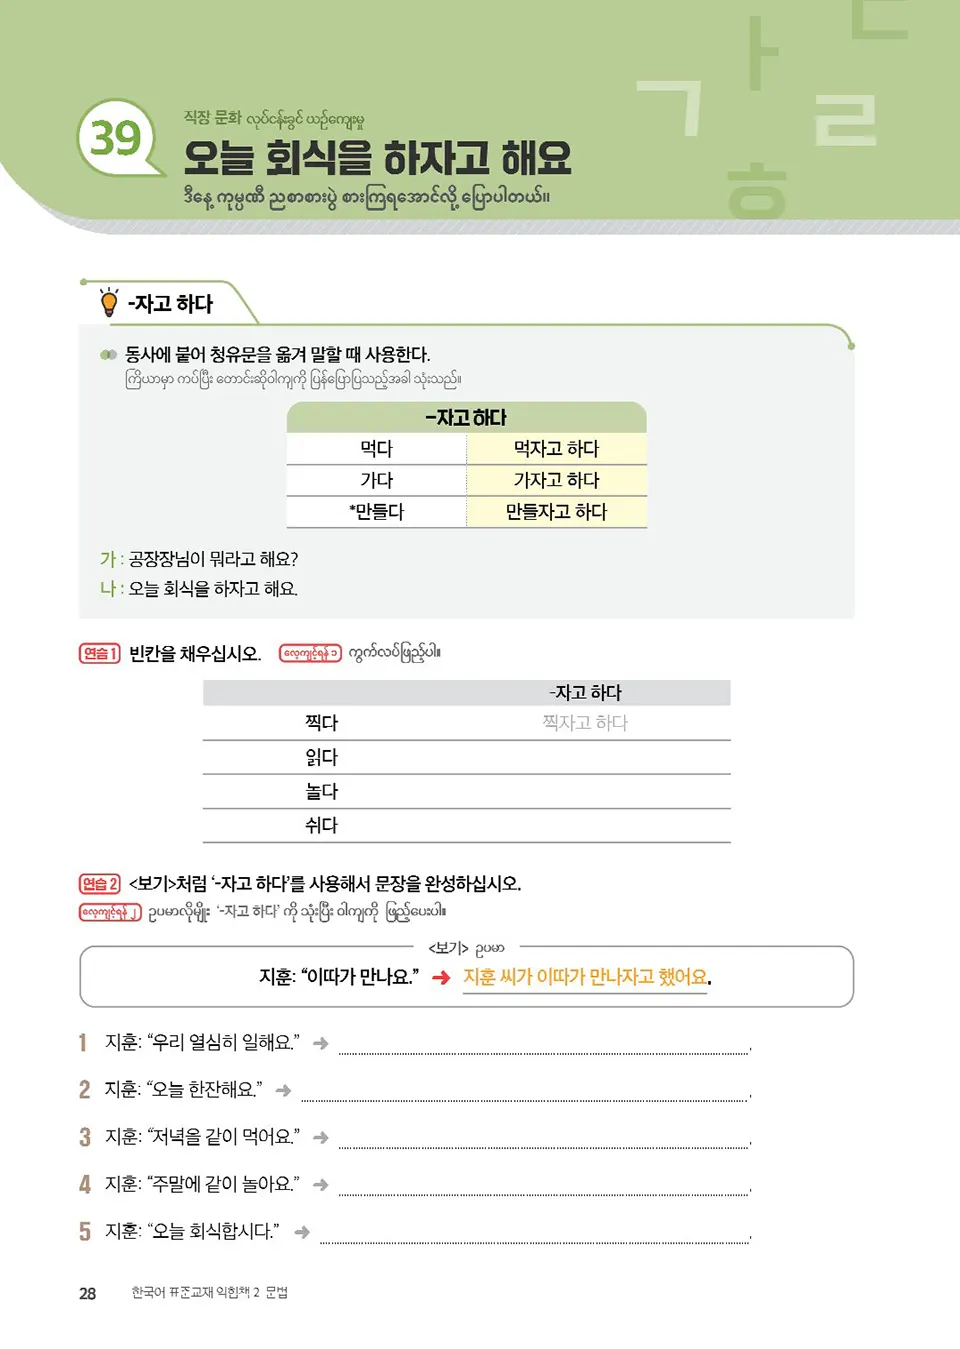 39
직장 문화 လုပ်ငန်းခွင် ယဉ်ကျေးမှု
오늘 회식을 하자고 해요
ဒီနေ့ ကုမ္ပဏီ ညစာစားပွဲ စားကြရအောင်လို့ ပြောပါတယ်။
ㄱ ㅏ ㄹ ㅎ ㄷ
-자고 하다
동사에 붙어 청유문을 옮겨 말할 때 사용한다.
ကြိယာမှာ ကပ်ပြီး တောင်းဆိုဝါကျကို ပြန်ပြောပြသည့်အခါ သုံးသည်။
-자고 하다
먹다 먹자고 하다
가다 가자고 하다
*만들다 만들자고 하다
가 : 공장장님이 뭐라고 해요?
나 : 오늘 회식을 하자고 해요.
연습 1 빈칸을 채우십시오. လေ့ကျင့်ရန် ၁ ကွက်လပ်ဖြည့်ပါ။
-자고 하다
찍다 찍자고 하다
읽다
놀다
쉬다
연습 2 <보기>처럼 ‘-자고 하다’를 사용해서 문장을 완성하십시오.
လေ့ကျင့်ရန် ၂ ဥပမာလိုမျိုး ‘-자고 하다’ ကို သုံးပြီး ဝါကျကို ဖြည့်ပေးပါ။
<보기> ဥပမာ
지훈: “이따가 만나요.” ➜ 지훈 씨가 이따가 만나자고 했어요.
1 지훈: “우리 열심히 일해요.” ➜ .
2 지훈: “오늘 한잔해요.” ➜ .
3 지훈: “저녁을 같이 먹어요.” ➜ .
4 지훈: “주말에 같이 놀아요.” ➜ .
5 지훈: “오늘 회식합시다.” ➜ .
28 한국어 표준교재 익힘책 2 문법